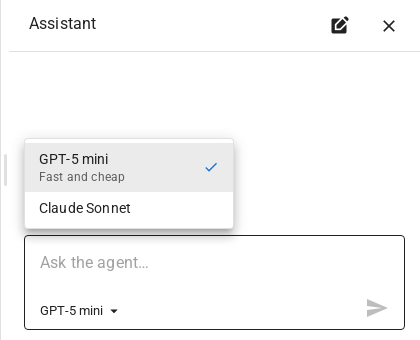 Assistant
GPT-5 mini
Fast and cheap
Claude Sonnet
Ask the agent...
GPT-5 mini